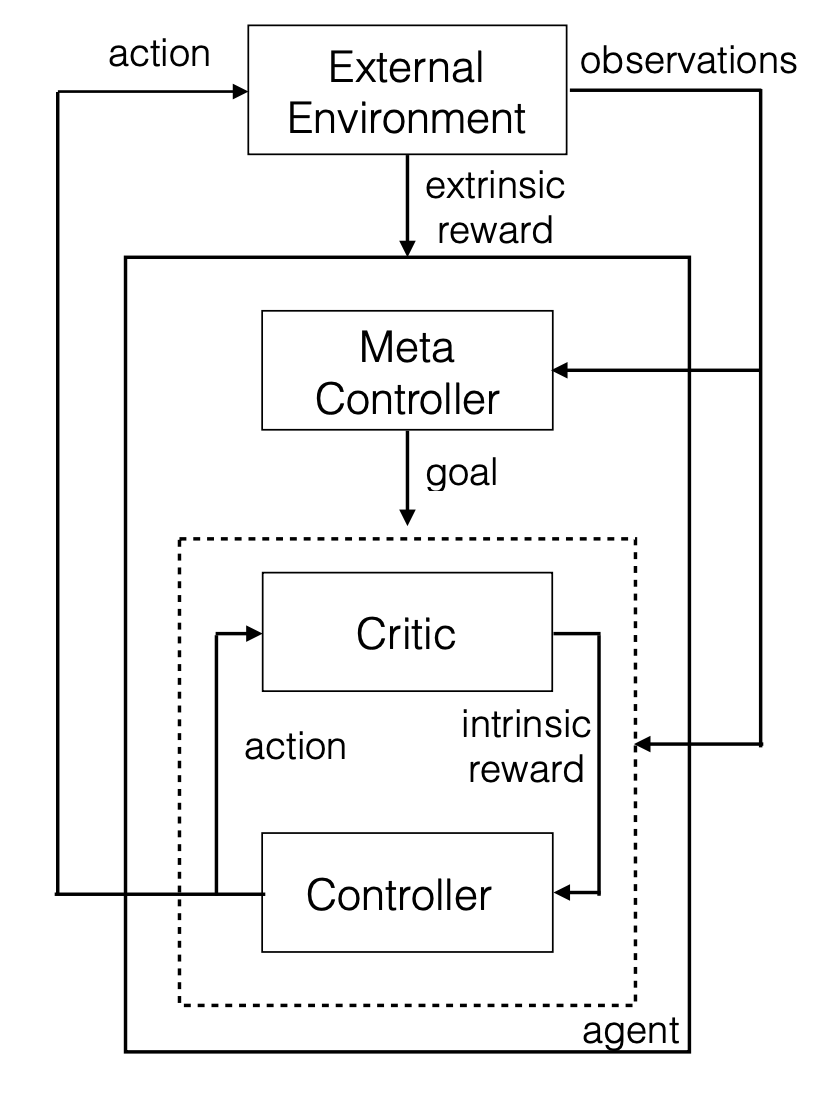 action
External
Environment
observations
extrinsic
reward
Meta
Controller
goal
Critic
action
intrinsic
reward
Controller
agent